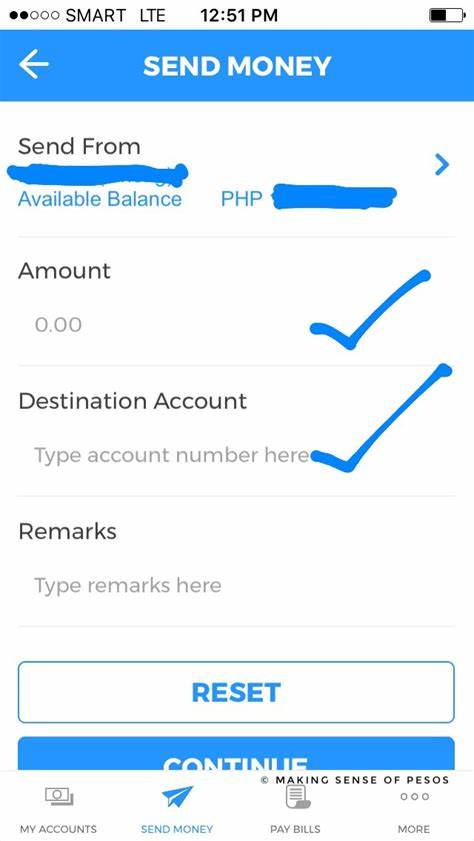 SMART LTE 12:51 PM
SEND MONEY
Send From
Available Balance PHP
Amount
0.00
Destination Account
Type account number here
Remarks
Type remarks here
RESET
CONTINUE
© MAKING SENSE OF PESOS
MY ACCOUNTS SEND MONEY PAY BILLS MORE